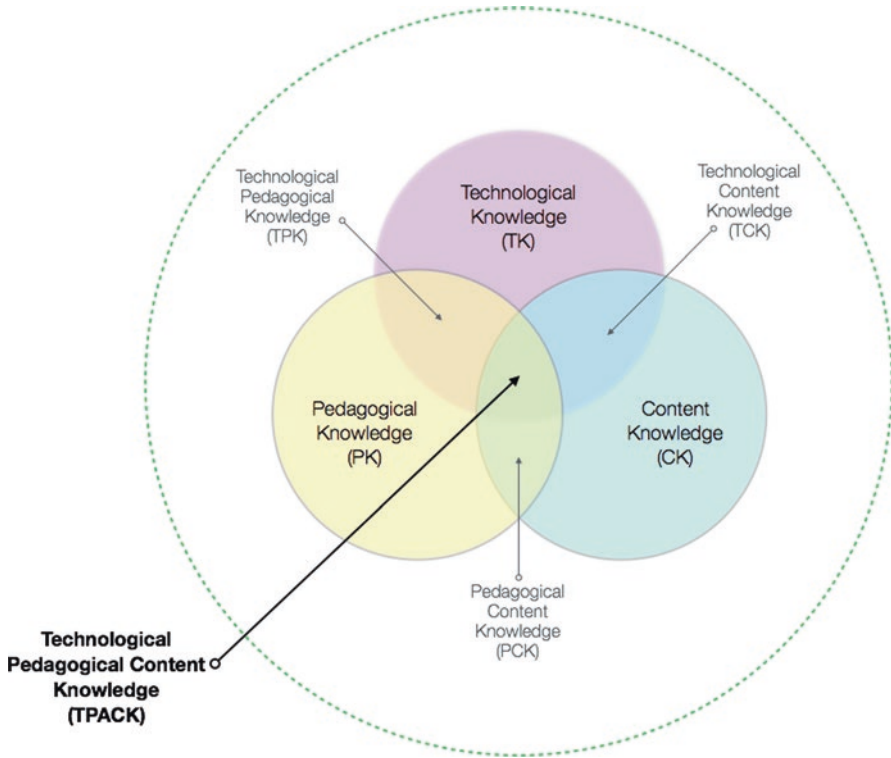 Technological
Pedagogical
Knowledge
(TPK)
Technological
Knowledge
(TK)
Technological
Content
Knowledge
(TCK)
Pedagogical
Knowledge
(PK)
Content
Knowledge
(CK)
Pedagogical
Content
Knowledge
(PCK)
Technological
Pedagogical Content
Knowledge
(TPACK)